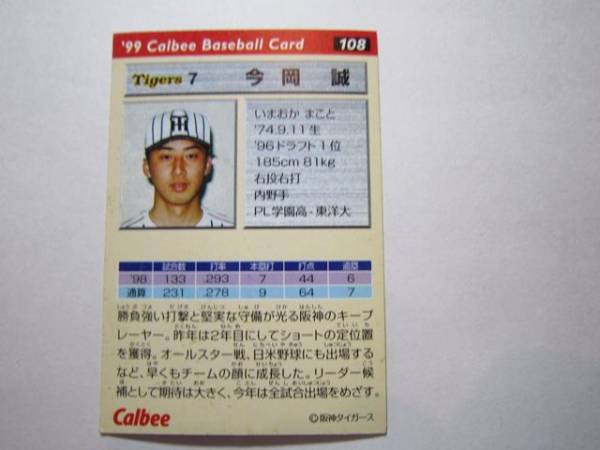 '99 Calbee Baseball Card 108
Tigers 7 今岡 誠
いまおか まこと
'74.9.11生
'96ドラフト1位
185cm 81kg
右投右打
内野手
PL学園高-東洋大
試合数 打率 本塁打 打点 盗塁
'98 133 .293 7 44 6
通算 231 .278 9 64 7
勝負強い打撃と堅実な守備が光る阪神のキープ
レーヤー。昨年は2年目にしてショートの定位置
を獲得。オールスター戦、日米野球にも出場する
など、早くもチームの顔に成長した。リーダー候
補として期待は大きく、今年は全試合出場をめざす。
Calbee ©阪神タイガース